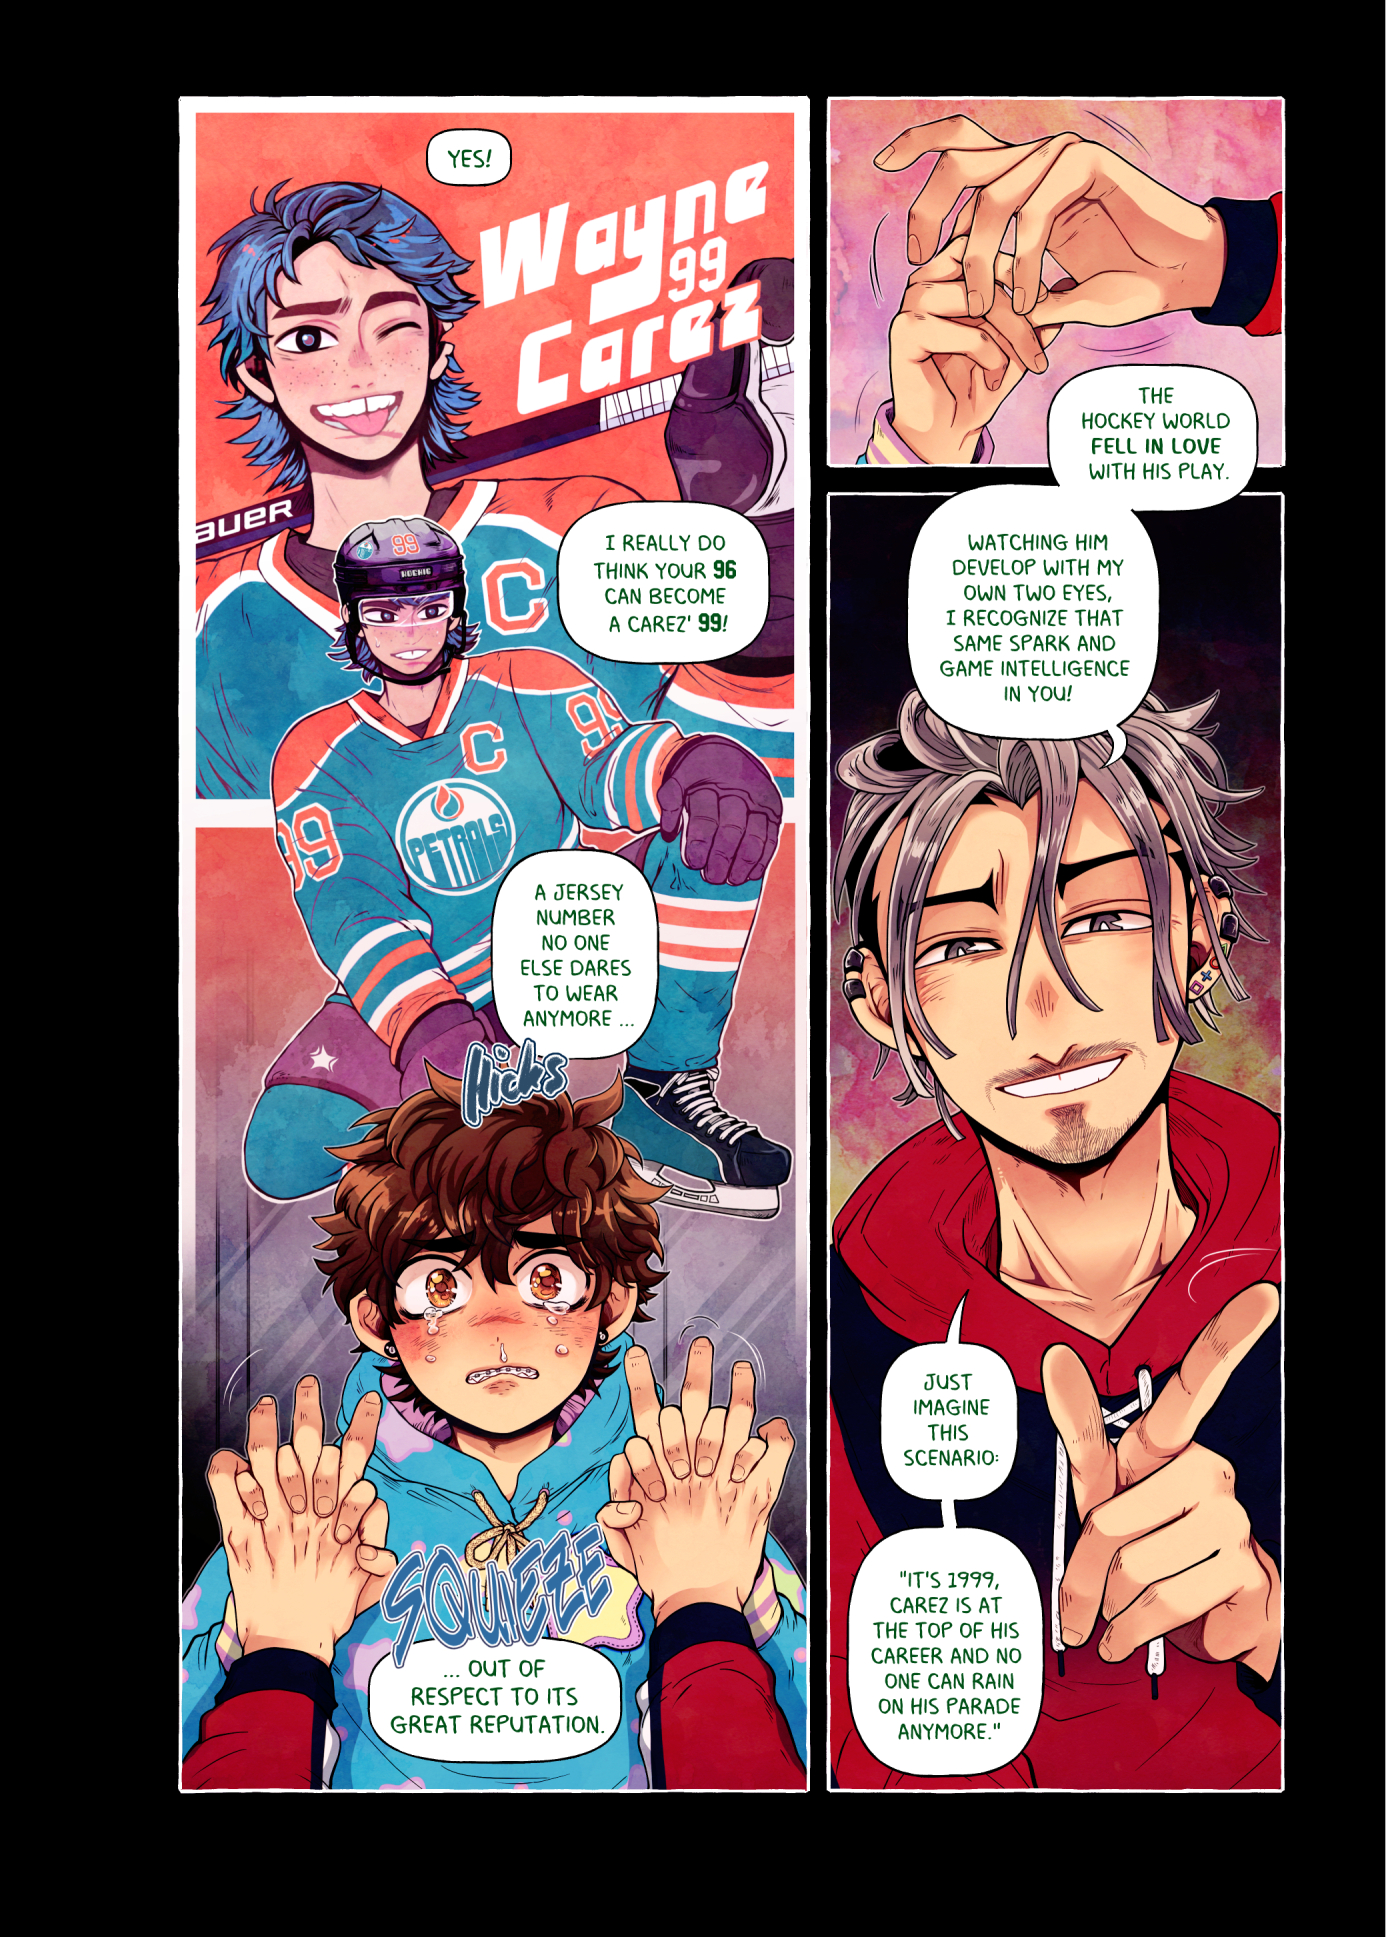 YES!
Wayne
99
Carez
BAUER
99
HOCHIG
C
I REALLY DO
THINK YOUR 96
CAN BECOME
A CAREZ' 99!
99
C
99
PETROLS
A JERSEY
NUMBER
NO ONE
ELSE DARES
TO WEAR
ANYMORE ...
Hicks
SQUIEZE
... OUT OF
RESPECT TO ITS
GREAT REPUTATION.
THE
HOCKEY WORLD
FELL IN LOVE
WITH HIS PLAY.
WATCHING HIM
DEVELOP WITH MY
OWN TWO EYES,
I RECOGNIZE THAT
SAME SPARK AND
GAME INTELLIGENCE
IN YOU!
JUST
IMAGINE
THIS
SCENARIO:
"IT'S 1999,
CAREZ IS AT
THE TOP OF HIS
CAREER AND NO
ONE CAN RAIN
ON HIS PARADE
ANYMORE."